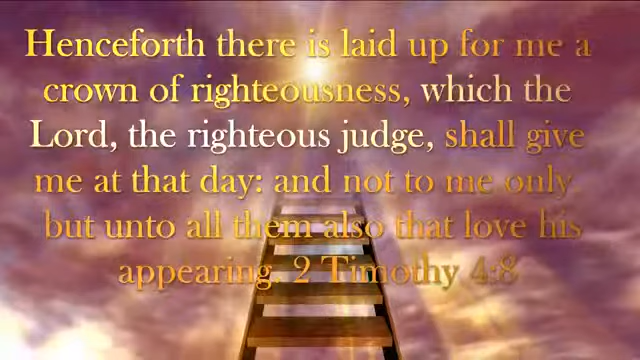 Henceforth there is laid up for me a
crown of righteousness, which the
Lord, the righteous judge, shall give
me at that day: and not to me only,
but unto all them also that love his
appearing. 2 Timothy 4:8